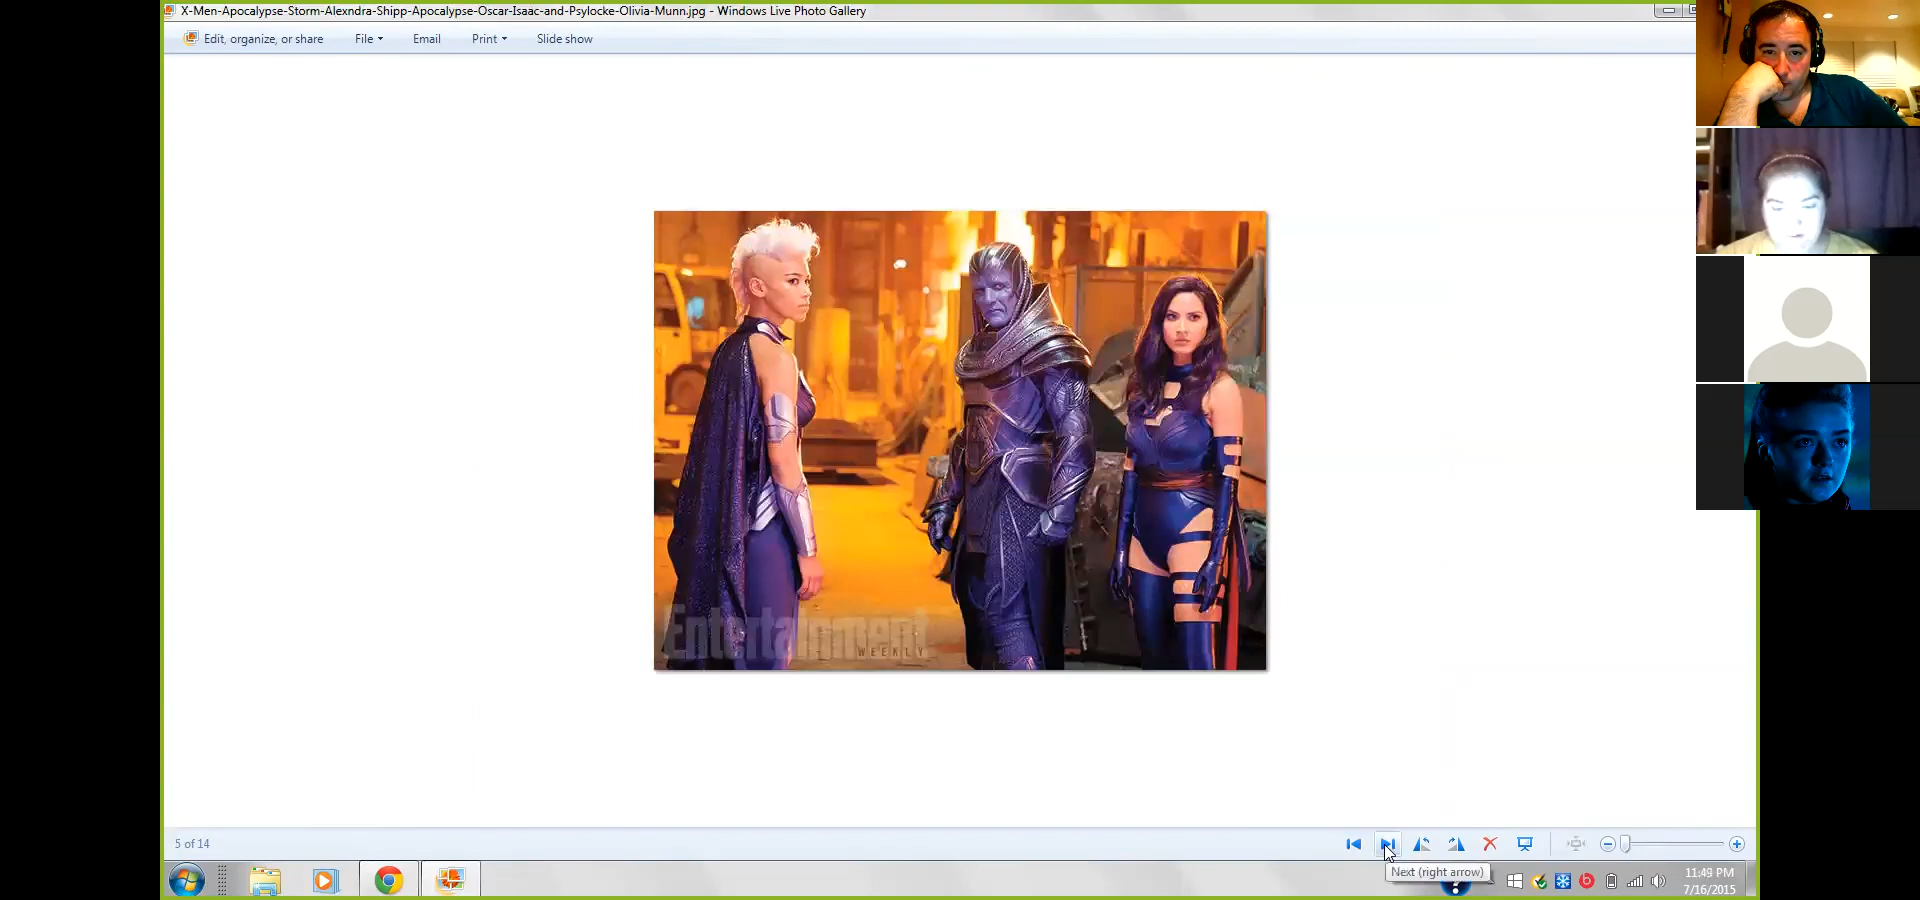 X-Men-Apocalypse-Storm-Alexndra-Shipp-Apocalypse-Oscar-Isaac-and-Psylocke-Olivia-Munn.jpg - Windows Live Photo Gallery
Edit, organize, or share File Email Print Slide show
Entertainment
WEEKLY
5 of 14
Next (right arrow)
11:49 PM
7/16/2015